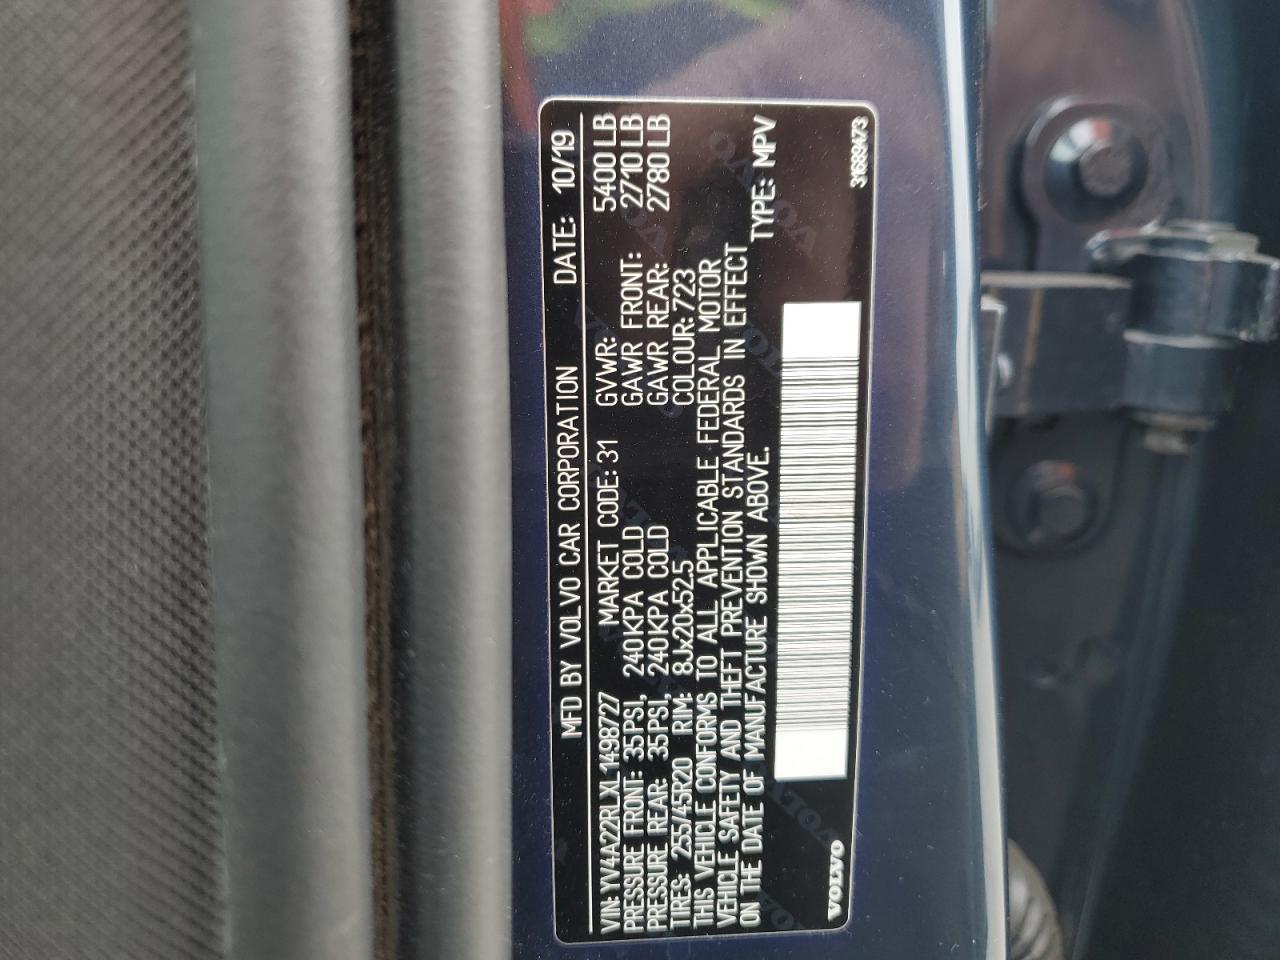 MFD BY VOLVO CAR CORPORATION DATE: 10/19
VIN: YV4A22RLXL1498727 MARKET CODE: 31 GVWR: 5400 LB
PRESSURE FRONT: 35PSI, 240KPA COLD GAWR FRONT: 2710 LB
PRESSURE REAR: 35PSI, 240KPA COLD GAWR REAR: 2780 LB
TIRES: 255/45R20 RIM: 8Jx20x52.5 COLOUR: 723
THIS VEHICLE CONFORMS TO ALL APPLICABLE FEDERAL MOTOR
VEHICLE SAFETY AND THEFT PREVENTION STANDARDS IN EFFECT
ON THE DATE OF MANUFACTURE SHOWN ABOVE. TYPE: MPV
VOLVO 31689473